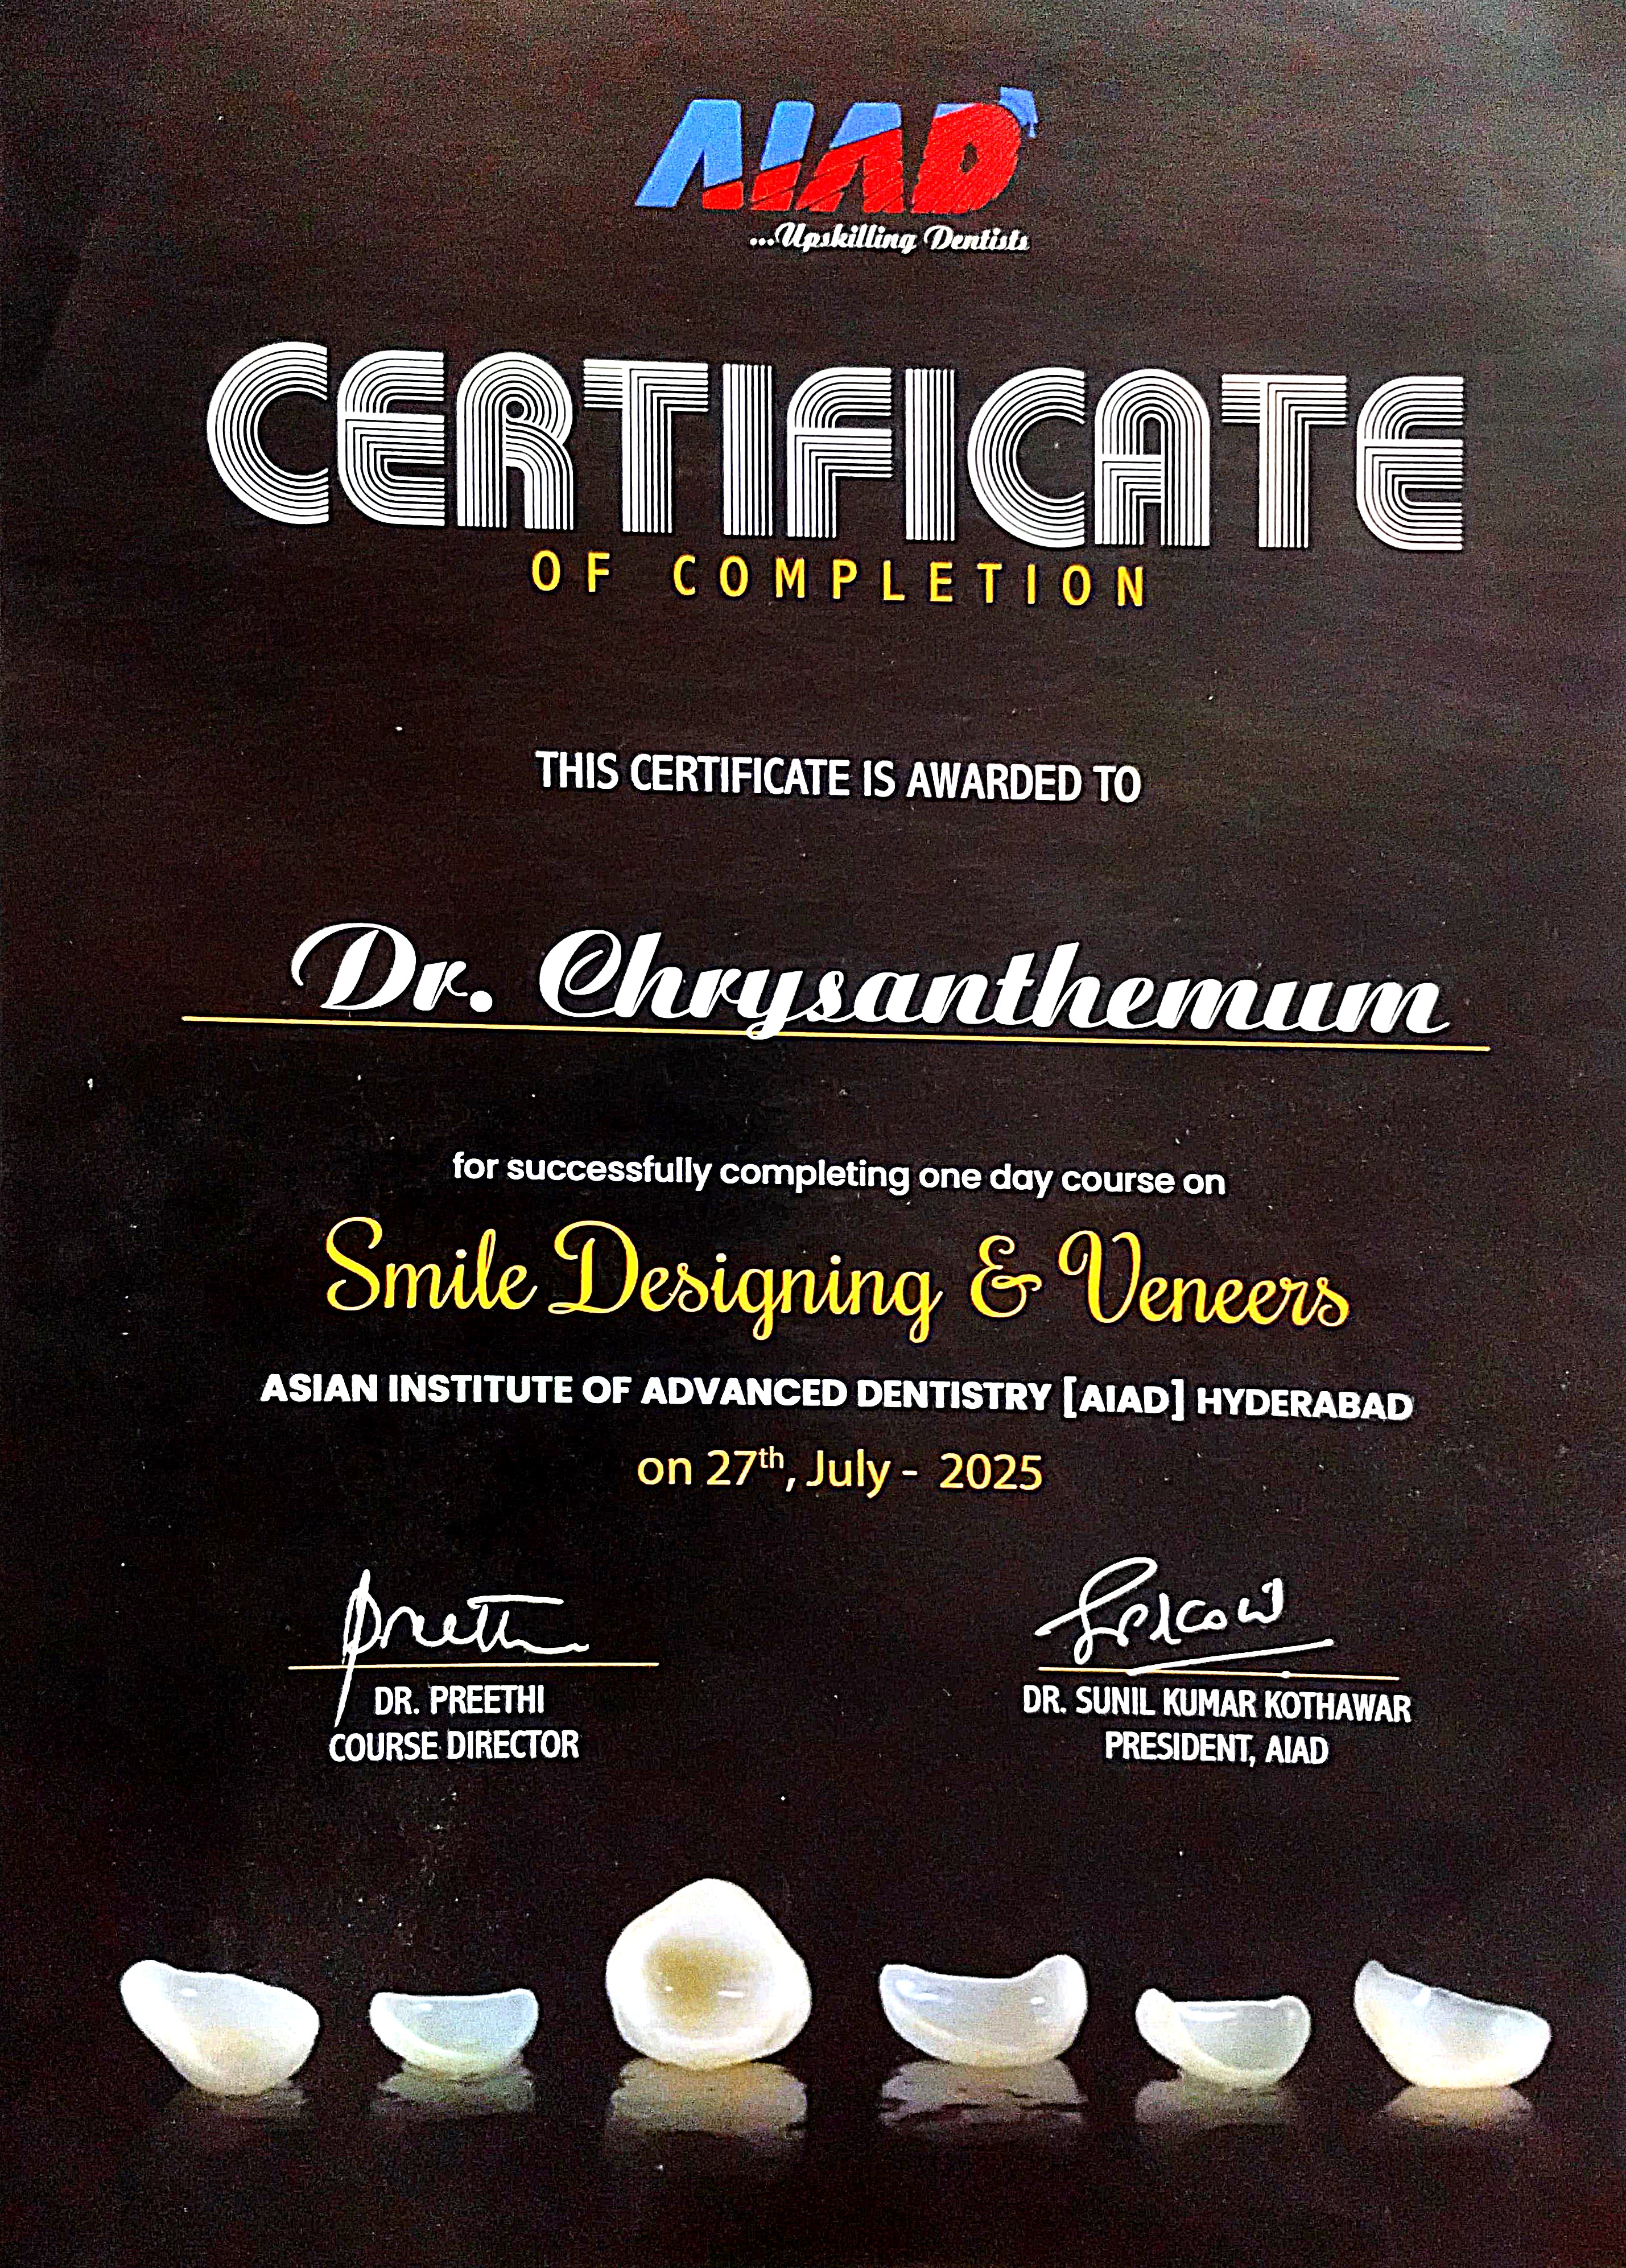 AIAD
...Upskilling Dentists
CERTIFICATE
OF COMPLETION
THIS CERTIFICATE IS AWARDED TO
Dr. Chrysanthemum
for successfully completing one day course on
Smile Designing & Veneers
ASIAN INSTITUTE OF ADVANCED DENTISTRY [AIAD] HYDERABAD
on 27th, July - 2025
Preethi
DR. PREETHI
COURSE DIRECTOR
DR. SUNIL KUMAR KOTHAWAR
PRESIDENT, AIAD